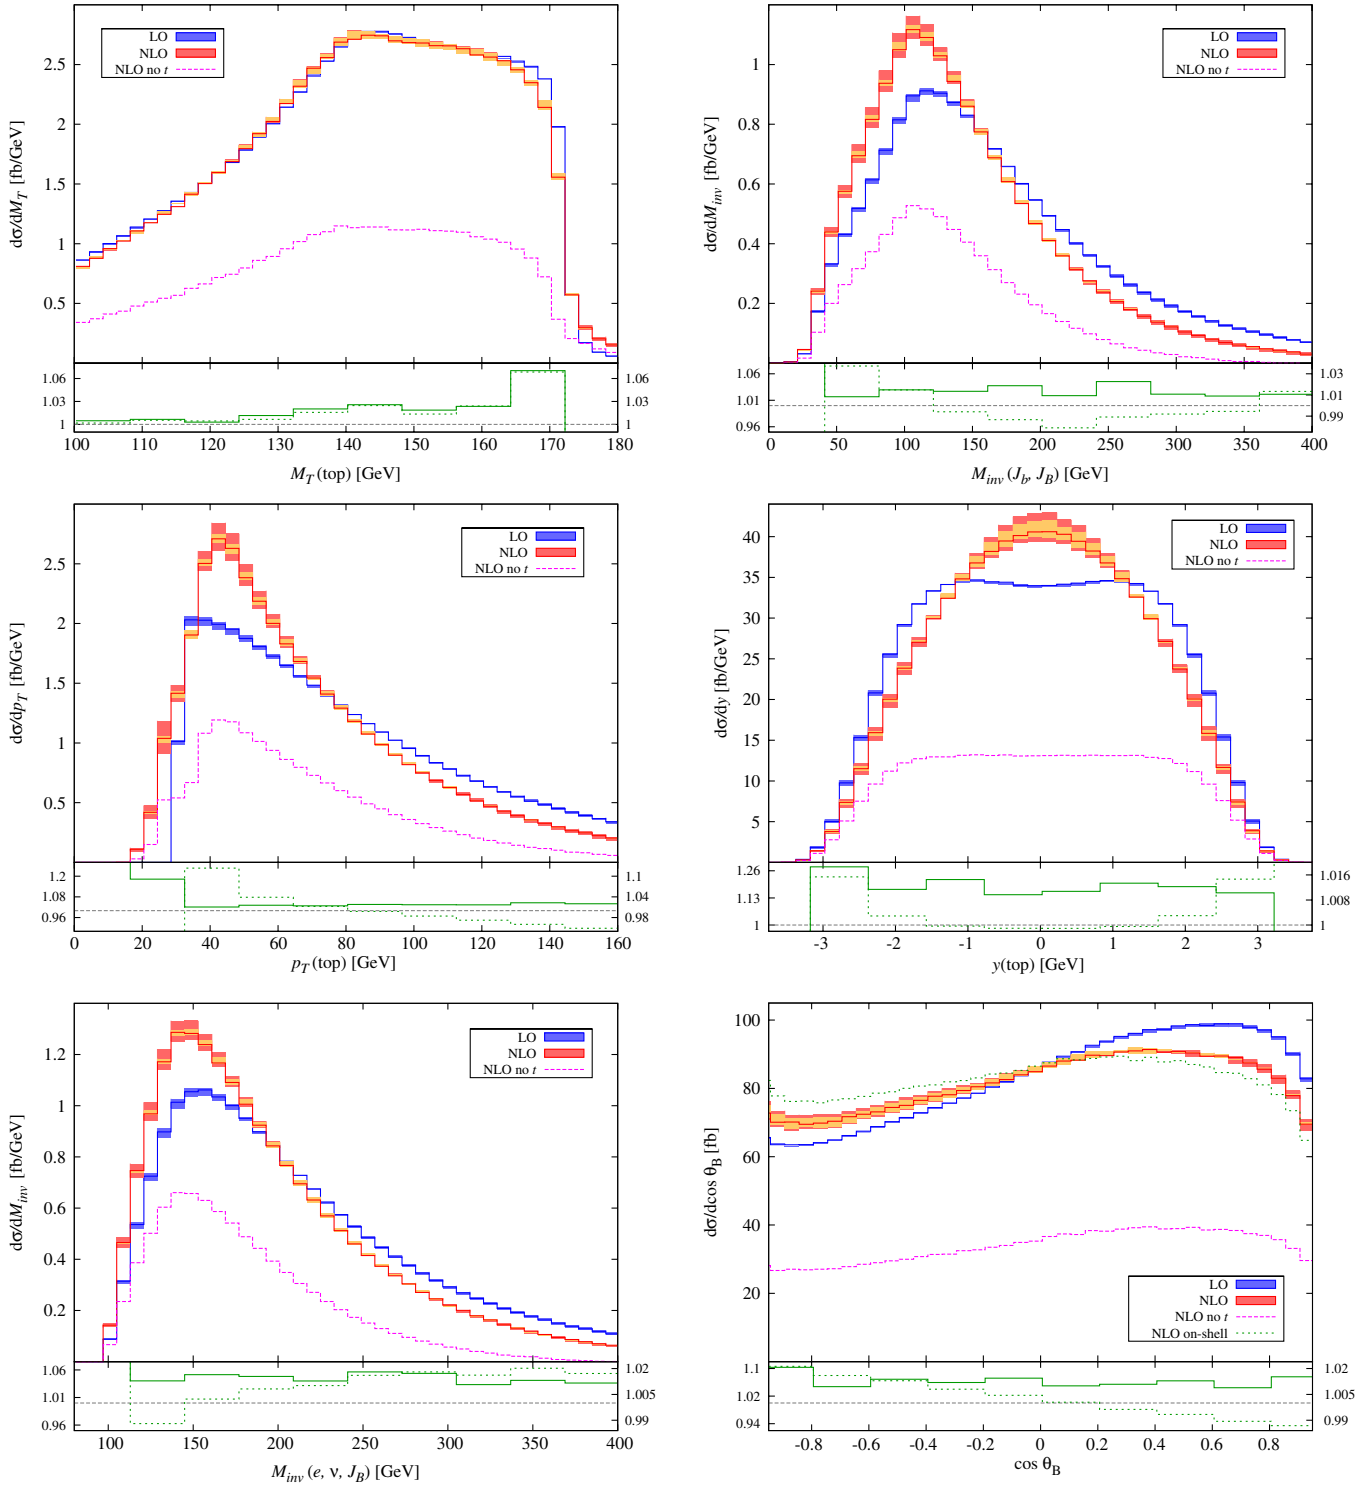 LO
NLO
NLO no t
dσ/dM_T [fb/GeV]
2.5
2
1.5
1
0.5
1.06
1.03
1
1.06
1.03
1
100 110 120 130 140 150 160 170 180
M_T (top) [GeV]
LO
NLO
NLO no t
dσ/dM_inv [fb/GeV]
1
0.8
0.6
0.4
0.2
1.06
1.01
0.96
1.03
1.01
0.99
0 50 100 150 200 250 300 350 400
M_inv (J_b, J_B) [GeV]
LO
NLO
NLO no t
dσ/dp_T [fb/GeV]
2.5
2
1.5
1
0.5
1.2
1.08
0.96
1.1
1.04
0.98
0 20 40 60 80 100 120 140 160
p_T (top) [GeV]
LO
NLO
NLO no t
dσ/dy [fb/GeV]
40
35
30
25
20
15
10
5
1.26
1.13
1
1.016
1.008
1
-3 -2 -1 0 1 2 3
y(top) [GeV]
LO
NLO
NLO no t
dσ/dM_inv [fb/GeV]
1.2
1
0.8
0.6
0.4
0.2
1.06
1.01
0.96
1.02
1.005
0.99
100 150 200 250 300 350 400
M_inv (e, ν, J_B) [GeV]
dσ/dcos θ_B [fb]
100
80
60
40
20
LO
NLO
NLO no t
NLO on-shell
1.1
1.02
0.94
1.02
1.005
0.99
-0.8 -0.6 -0.4 -0.2 0 0.2 0.4 0.6 0.8
cos θ_B